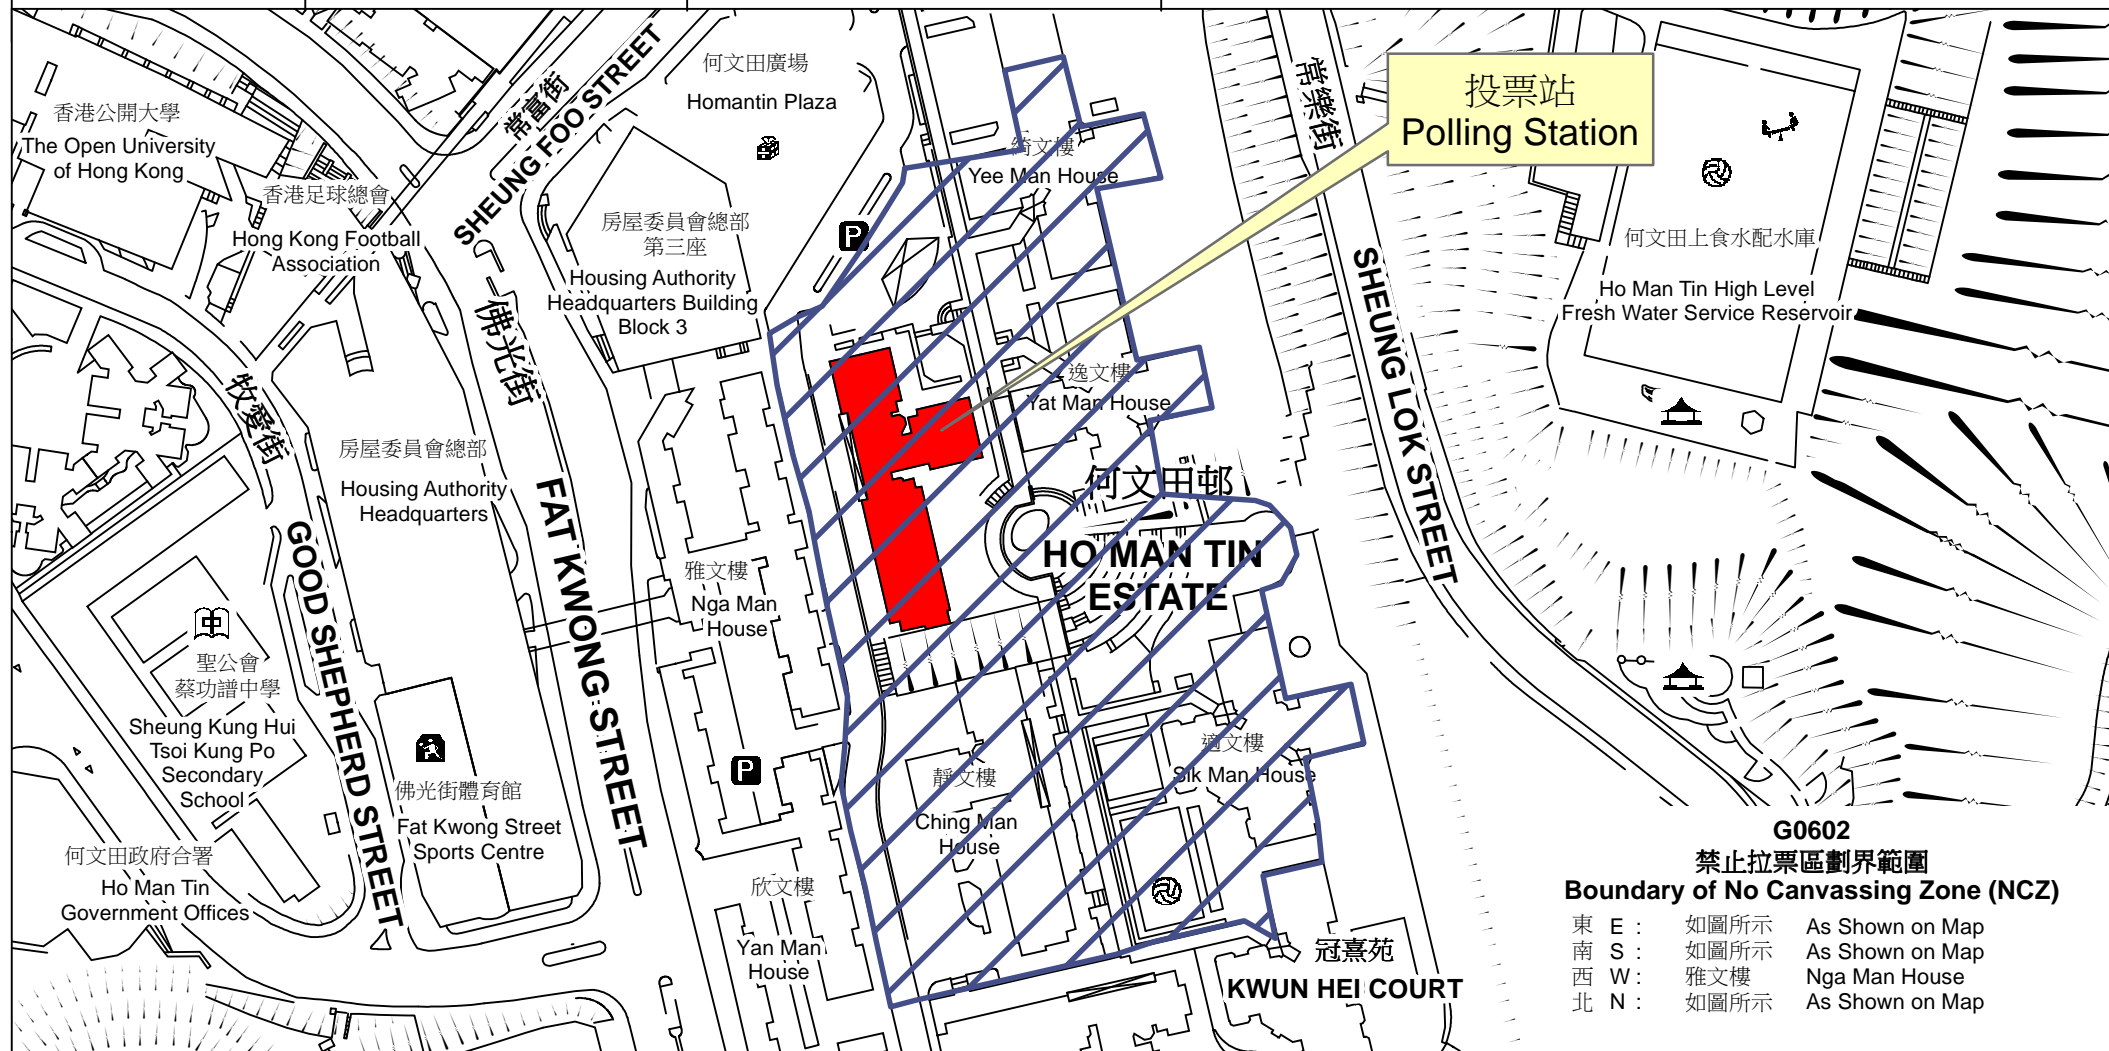 香港公開大學
The Open University
of Hong Kong
香港足球總會
Hong Kong Football
Association
常富街
SHEUNG FOO STREET
何文田廣場
Homantin Plaza
房屋委員會總部
第三座
Housing Authority
Headquarters Building
Block 3
P
綺文樓
Yee Man House
投票站
Polling Station
常樂街
SHEUNG LOK STREET
何文田上食水配水庫
Ho Man Tin High Level
Fresh Water Service Reservoir
牧愛街
GOOD SHEPHERD STREET
佛光街
FAT KWONG STREET
房屋委員會總部
Housing Authority
Headquarters
逸文樓
Yat Man House
何文田邨
HO MAN TIN
ESTATE
雅文樓
Nga Man
House
中
聖公會
蔡功譜中學
Sheung Kung Hui
Tsoi Kung Po
Secondary
School
佛光街體育館
Fat Kwong Street
Sports Centre
P
靜文樓
Ching Man
House
適文樓
Sik Man House
何文田政府合署
Ho Man Tin
Government Offices
欣文樓
Yan Man
House
冠熹苑
KWUN HEI COURT
G0602
禁止拉票區劃界範圍
Boundary of No Canvassing Zone (NCZ)
東 E : 如圖所示 As Shown on Map
南 S : 如圖所示 As Shown on Map
西 W : 雅文樓 Nga Man House
北 N : 如圖所示 As Shown on Map